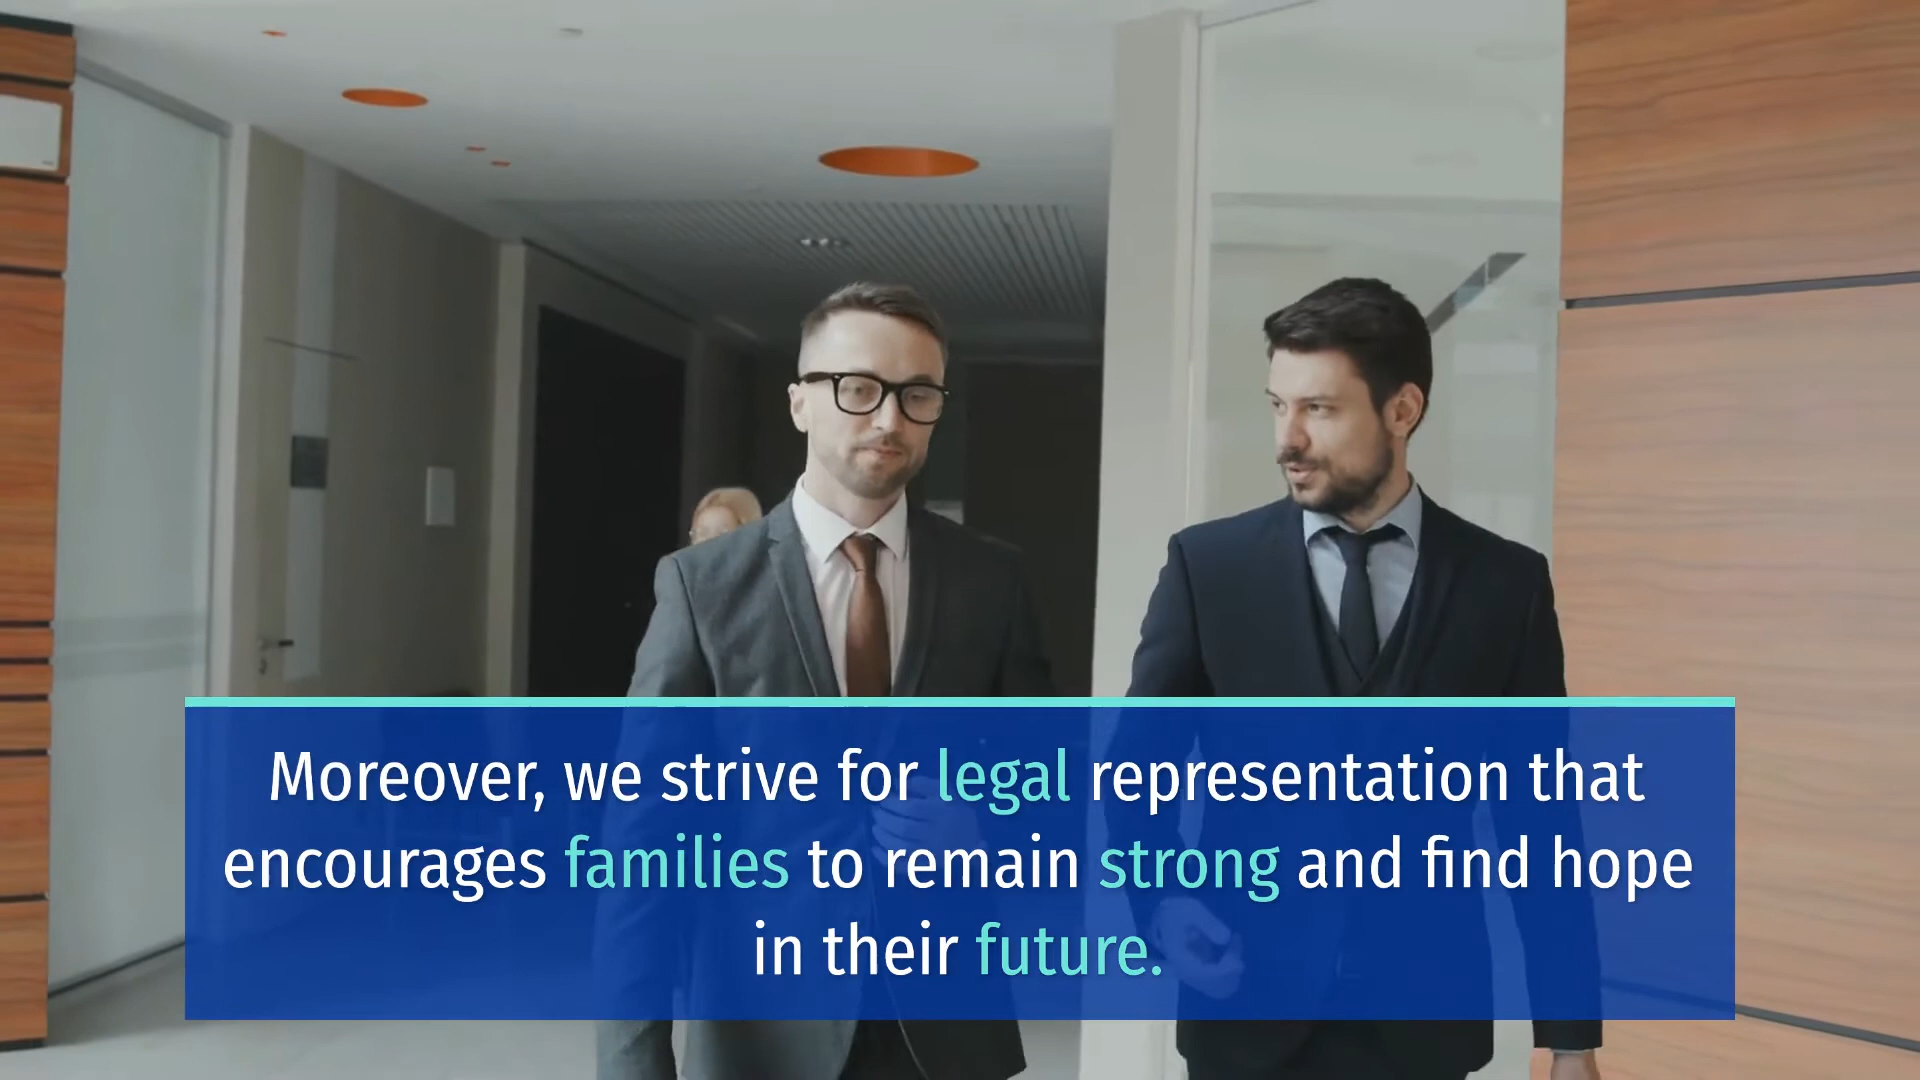 Moreover, we strive for legal representation that
encourages families to remain strong and find hope
in their future.